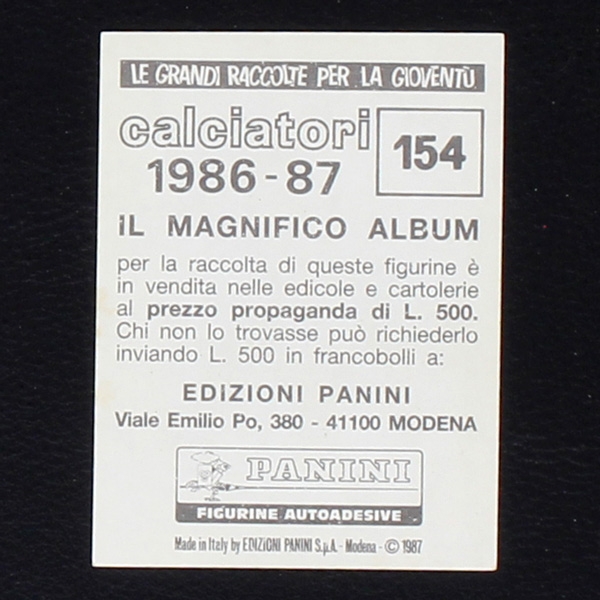 LE GRANDI RACCOLTE PER LA GIOVENTÙ
calciatori
1986-87
154
iL MAGNIFICO ALBUM
per la raccolta di queste figurine è
in vendita nelle edicole e cartolerie
al prezzo propaganda di L. 500.
Chi non lo trovasse può richiederlo
inviando L. 500 in francobolli a:
EDIZIONI PANINI
Viale Emilio Po, 380 - 41100 MODENA
PANINI
FIGURINE AUTOADESIVE
Made in Italy by EDIZIONI PANINI S.p.A. - Modena - © 1987